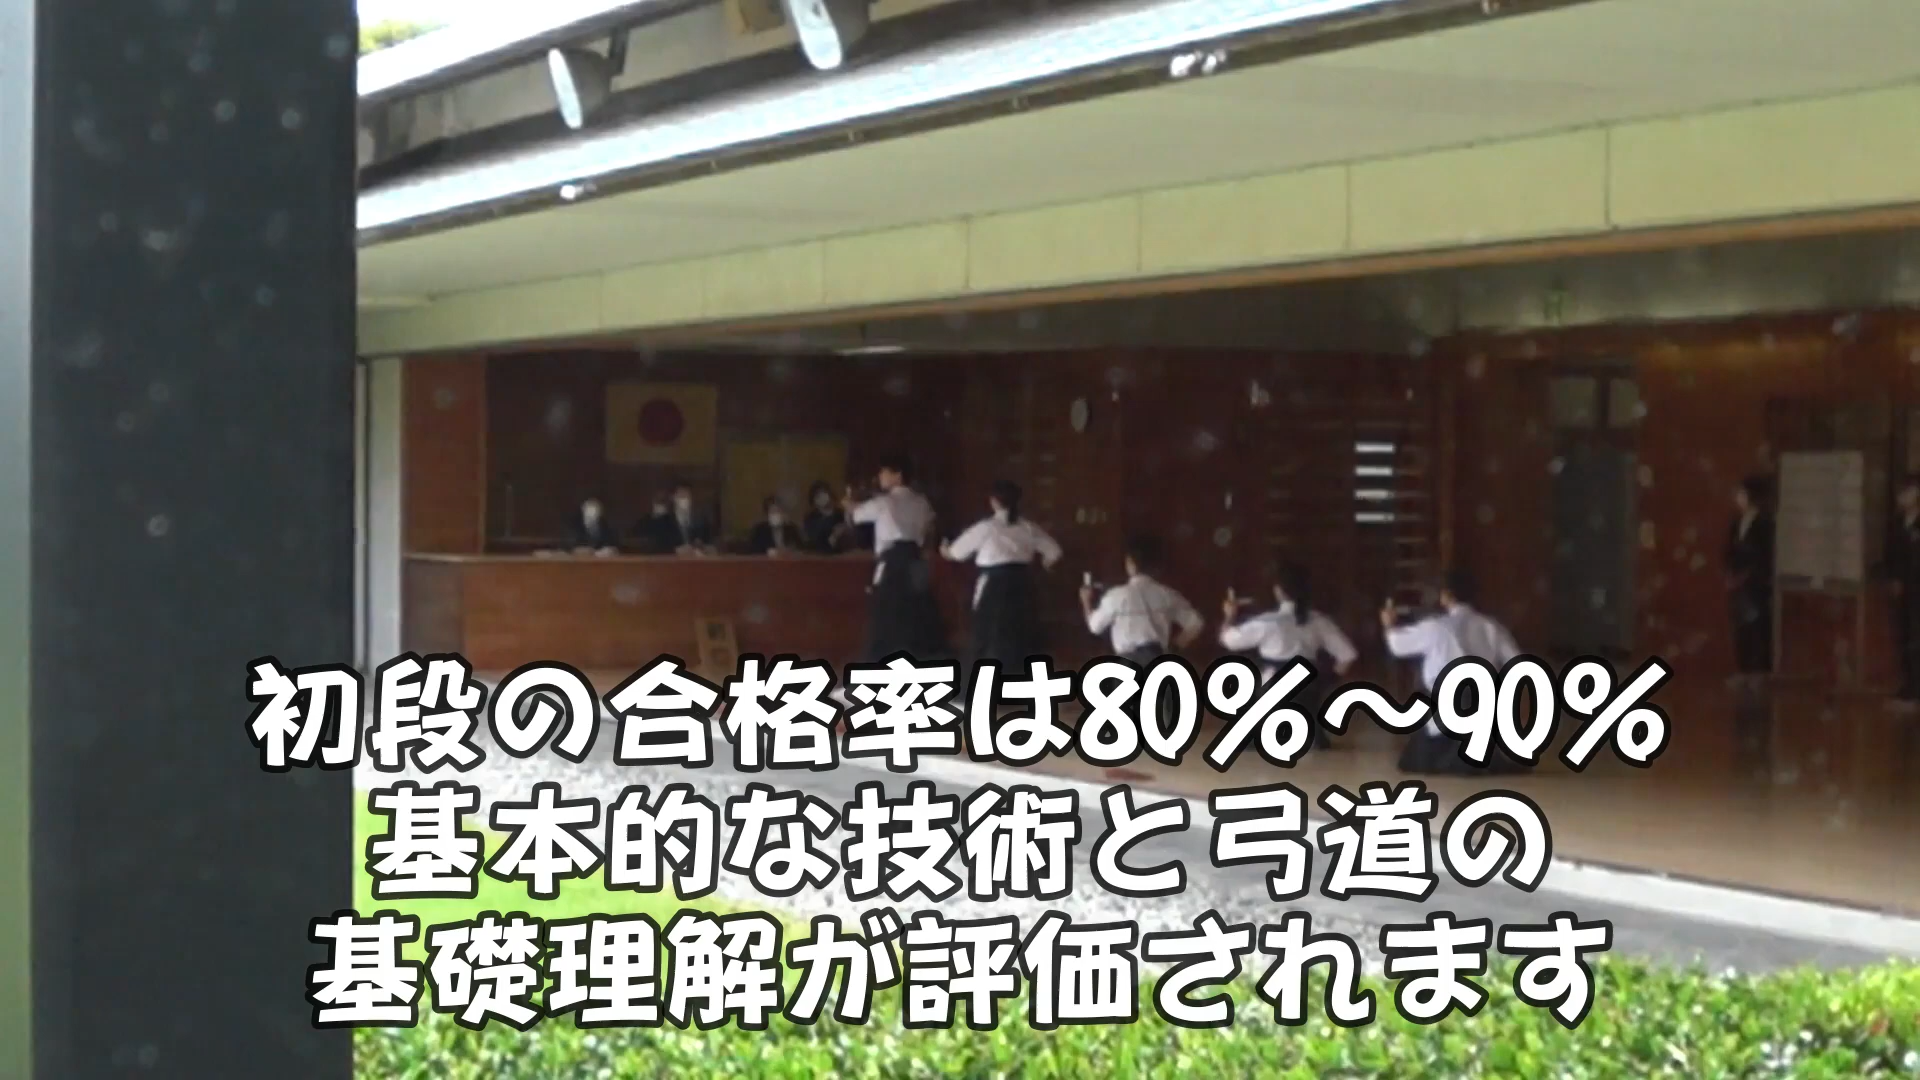 初段の合格率は80%～90%
基本的な技術と弓道の
基礎理解が評価されます